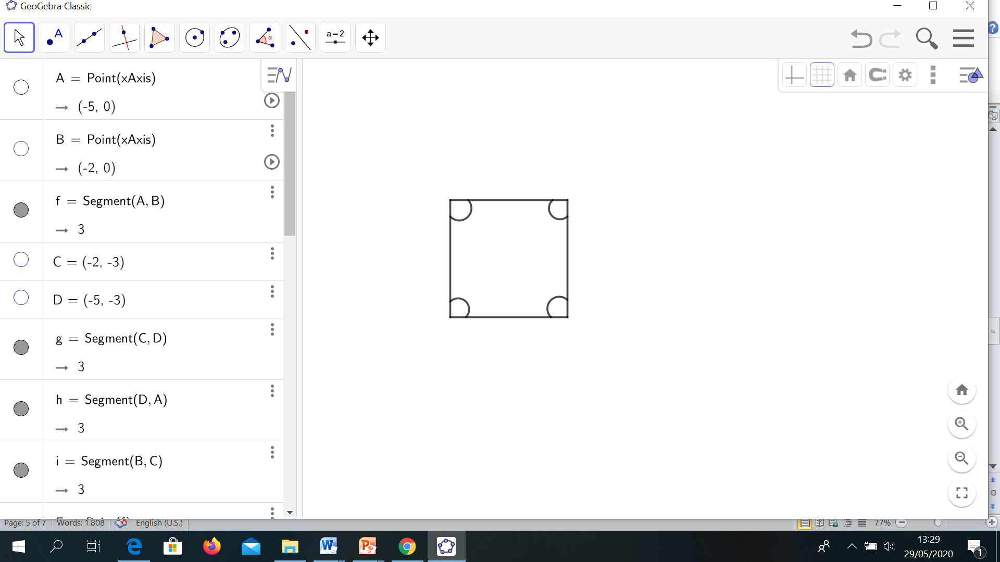 GeoGebra Classic
A
α
a = 2
A = Point(xAxis)
→ (-5, 0)
B = Point(xAxis)
→ (-2, 0)
f = Segment(A, B)
→ 3
C = (-2, -3)
D = (-5, -3)
g = Segment(C, D)
→ 3
h = Segment(D, A)
→ 3
i = Segment(B, C)
→ 3
Page: 5 of 7 Words: 1.808 English (U.S.) 77%
13:29
29/05/2020
1